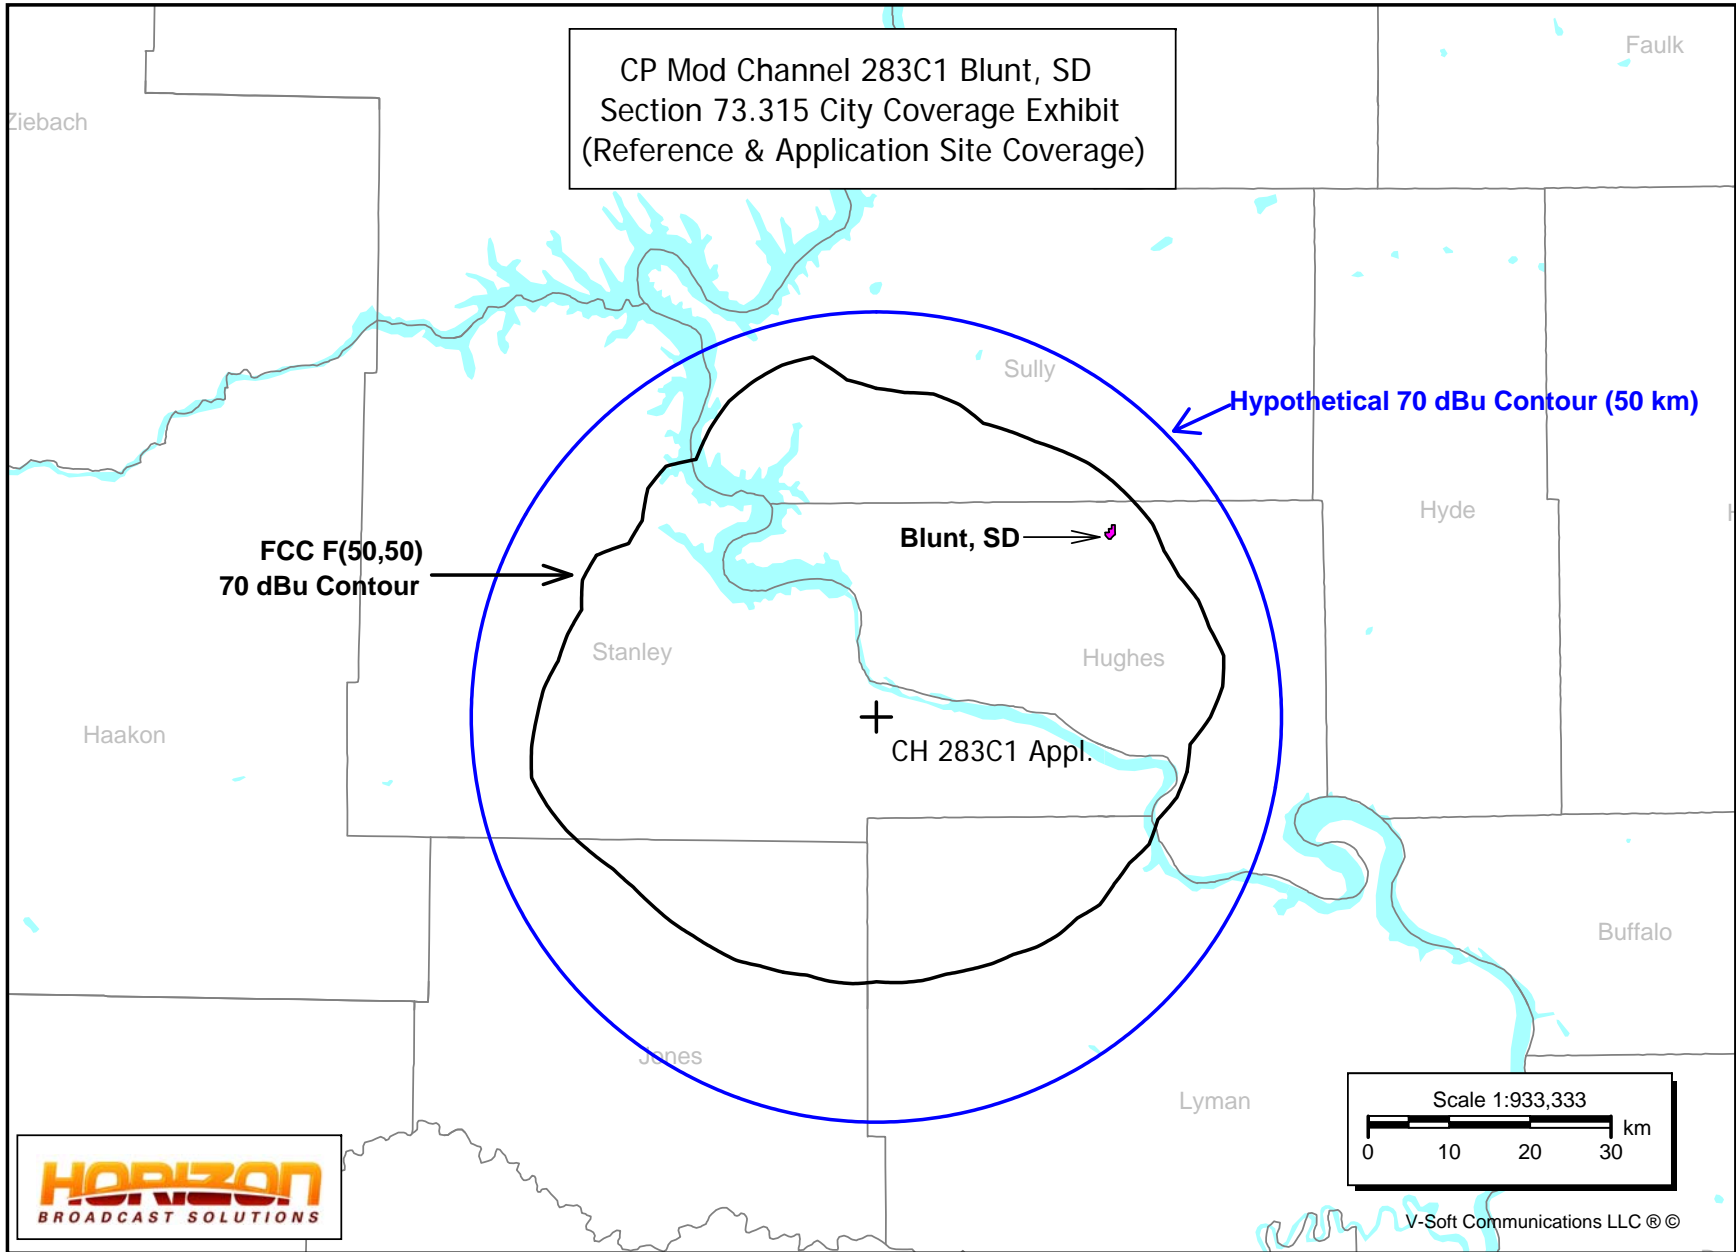 CP Mod Channel 283C1 Blunt, SD
Section 73.315 City Coverage Exhibit
(Reference & Application Site Coverage)
Faulk
Ziebach
Sully
Hypothetical 70 dBu Contour (50 km)
Hyde
Blunt, SD
FCC F(50,50)
70 dBu Contour
Stanley
Hughes
Haakon
CH 283C1 Appl.
Buffalo
Jones
Lyman
Scale 1:933,333
km
0 10 20 30
HORIZON
BROADCAST SOLUTIONS
V-Soft Communications LLC ® ©